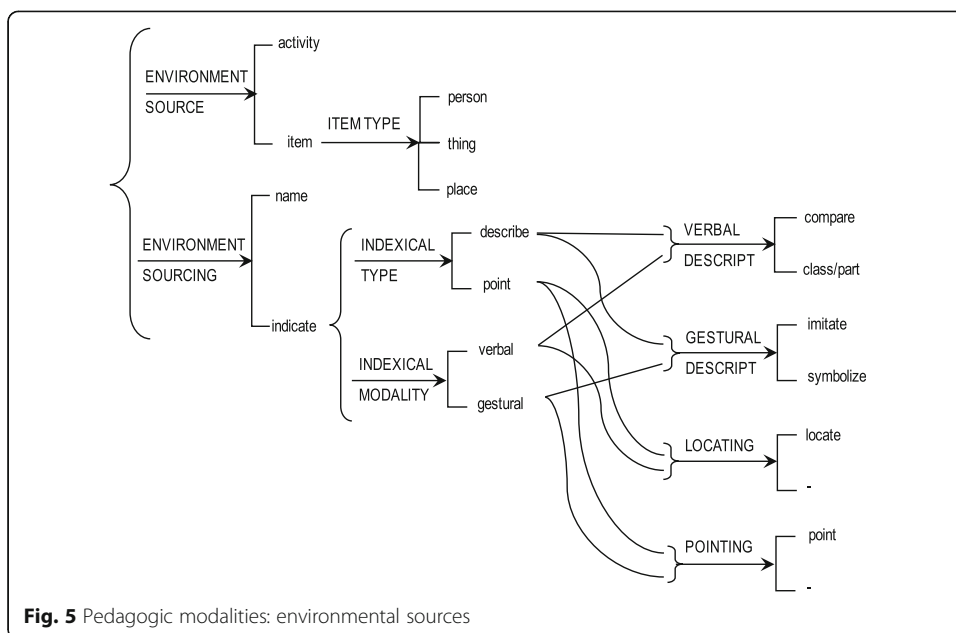 activity
ENVIRONMENT
SOURCE
item
ITEM TYPE
person
thing
place
name
ENVIRONMENT
SOURCING
indicate
INDEXICAL
TYPE
describe
point
INDEXICAL
MODALITY
verbal
gestural
VERBAL
DESCRIPT
compare
class/part
GESTURAL
DESCRIPT
imitate
symbolize
LOCATING
locate
-
POINTING
point
-
Fig. 5 Pedagogic modalities: environmental sources